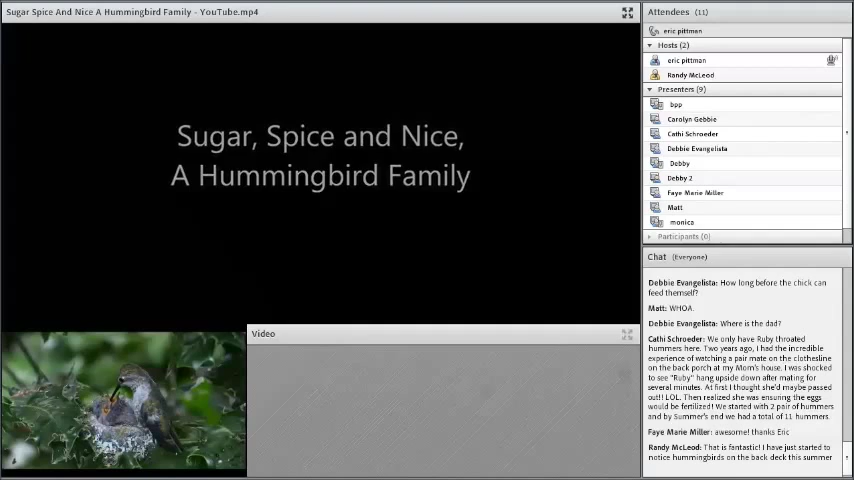 Sugar Spice And Nice A Hummingbird Family - YouTube.mp4
Sugar, Spice and Nice,
A Hummingbird Family
Video
Attendees (11)
eric pittman
Hosts (2)
eric pittman
Randy McLeod
Presenters (9)
bpp
Carolyn Gebbie
Cathi Schroeder
Debbie Evangelista
Debby
Debby 2
Faye Marie Miller
Matt
monica
Participants (0)
Chat (Everyone)
Debbie Evangelista: How long before the chick can
feed themself?
Matt: WHOA.
Debbie Evangelista: Where is the dad?
Cathi Schroeder: We only have Ruby throated
hummers here. Two years ago, I had the incredible
experience of watching a pair mate on the clothesline
on the back porch at my Mom's house. I was shocked
to see "Ruby" hang upside down after mating for
several minutes. At first I thought she'd maybe passed
out!! LOL. Then realized she was ensuring the eggs
would be fertilized! We started with 2 pair of hummers
and by Summer's end we had a total of 11 hummers.
Faye Marie Miller: awesome! thanks Eric
Randy McLeod: That is fantastic! I have just started to
notice hummingbirds on the back deck this summer